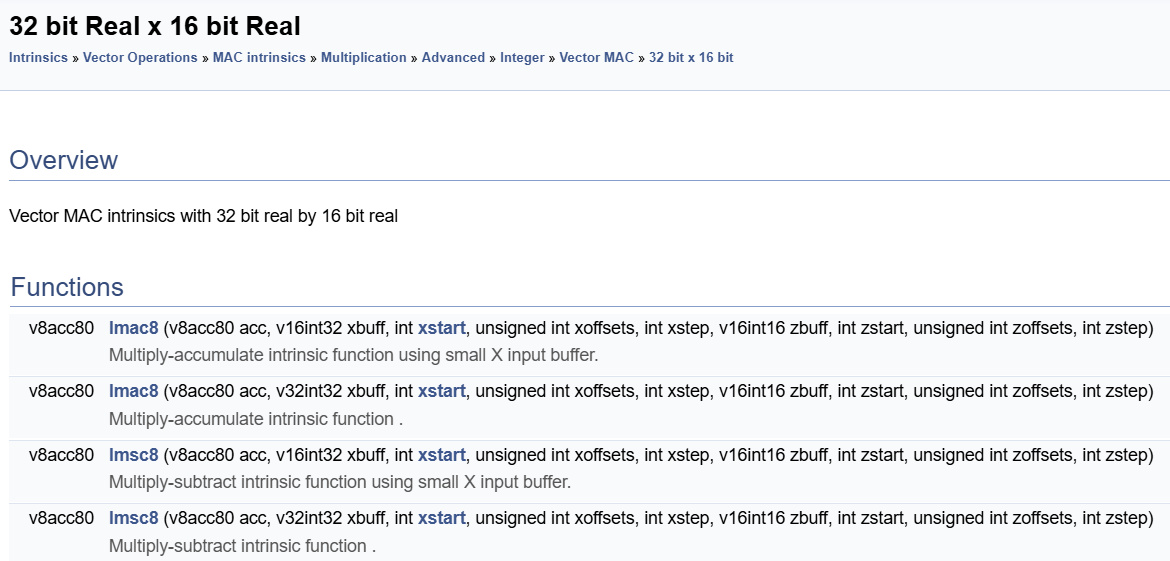 32 bit Real x 16 bit Real
Intrinsics » Vector Operations » MAC intrinsics » Multiplication » Advanced » Integer » Vector MAC » 32 bit x 16 bit
Overview
Vector MAC intrinsics with 32 bit real by 16 bit real
Functions
v8acc80 lmac8 (v8acc80 acc, v16int32 xbuff, int xstart, unsigned int xoffsets, int xstep, v16int16 zbuff, int zstart, unsigned int zoffsets, int zstep)
Multiply-accumulate intrinsic function using small X input buffer.
v8acc80 lmac8 (v8acc80 acc, v32int32 xbuff, int xstart, unsigned int xoffsets, int xstep, v16int16 zbuff, int zstart, unsigned int zoffsets, int zstep)
Multiply-accumulate intrinsic function .
v8acc80 lmsc8 (v8acc80 acc, v16int32 xbuff, int xstart, unsigned int xoffsets, int xstep, v16int16 zbuff, int zstart, unsigned int zoffsets, int zstep)
Multiply-subtract intrinsic function using small X input buffer.
v8acc80 lmsc8 (v8acc80 acc, v32int32 xbuff, int xstart, unsigned int xoffsets, int xstep, v16int16 zbuff, int zstart, unsigned int zoffsets, int zstep)
Multiply-subtract intrinsic function .